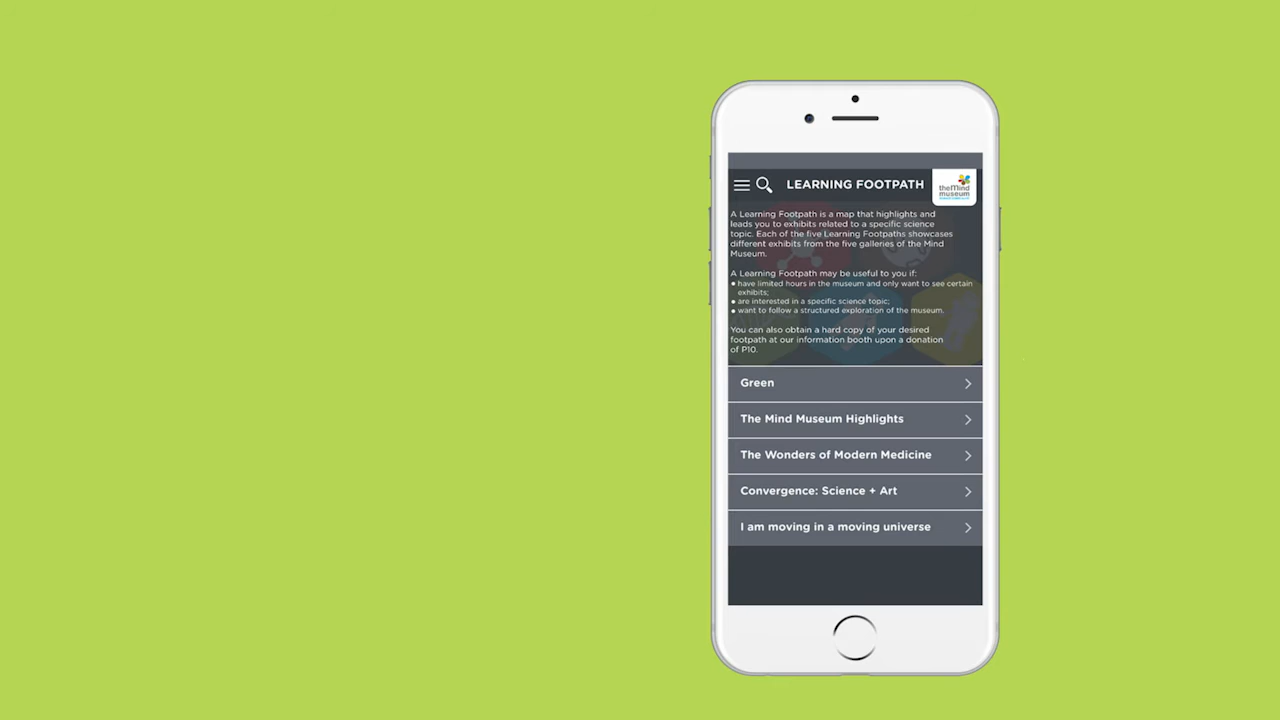 LEARNING FOOTPATH
theMind
museum
A Learning Footpath is a map that highlights and
leads you to exhibits related to a specific science
topic. Each of the five Learning Footpaths showcases
different exhibits from the five galleries of the Mind
Museum.
A Learning Footpath may be useful to you if:
• have limited hours in the museum and only want to see certain
exhibits;
• are interested in a specific science topic;
• want to follow a structured exploration of the museum.
You can also obtain a hard copy of your desired
footpath at our information booth upon a donation
of P10.
Green
The Mind Museum Highlights
The Wonders of Modern Medicine
Convergence: Science + Art
I am moving in a moving universe